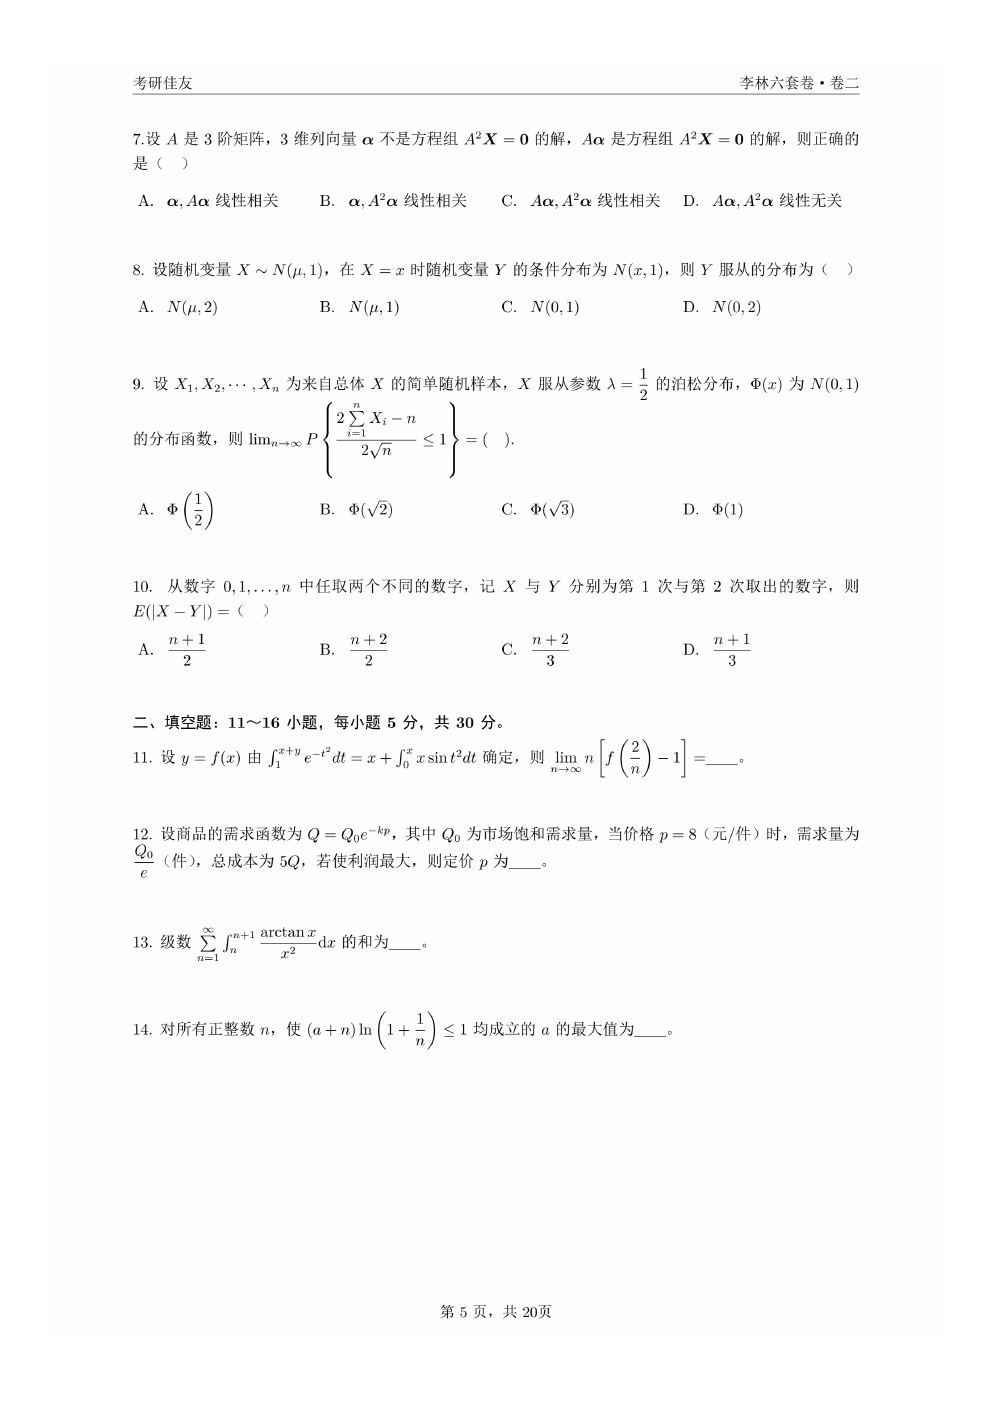 考研佳友 李林六套卷·卷二
7.设 A 是 3 阶矩阵，3 维列向量 α 不是方程组 A²X = 0 的解，Aα 是方程组 A²X = 0 的解，则正确的
是（ ）
A. α, Aα 线性相关 B. α, A²α 线性相关 C. Aα, A²α 线性相关 D. Aα, A²α 线性无关
8. 设随机变量 X ∼ N(μ, 1)，在 X = x 时随机变量 Y 的条件分布为 N(x, 1)，则 Y 服从的分布为（ ）
A. N(μ, 2) B. N(μ, 1) C. N(0, 1) D. N(0, 2)
9. 设 X₁, X₂, ⋯ , Xₙ 为来自总体 X 的简单随机样本，X 服从参数 λ = 1/2 的泊松分布，Φ(x) 为 N(0, 1)
的分布函数，则 limₙ→∞ P { (2 ∑ᵢ₌₁ⁿ Xᵢ − n) / (2√n) ≤ 1 } = ( ).
A. Φ(1/2) B. Φ(√2) C. Φ(√3) D. Φ(1)
10. 从数字 0, 1, . . . , n 中任取两个不同的数字，记 X 与 Y 分别为第 1 次与第 2 次取出的数字，则
E(|X − Y|) =（ ）
A. (n + 1)/2 B. (n + 2)/2 C. (n + 2)/3 D. (n + 1)/3
二、填空题：11～16 小题，每小题 5 分，共 30 分。
11. 设 y = f(x) 由 ∫₁^{x+y} e^{−t²} dt = x + ∫₀^x x sin t² dt 确定，则 lim_{n→∞} n [ f (2/n) − 1 ] =____。
12. 设商品的需求函数为 Q = Q₀e^{−kp}，其中 Q₀ 为市场饱和需求量，当价格 p = 8（元/件）时，需求量为
Q₀/e（件），总成本为 5Q，若使利润最大，则定价 p 为____。
13. 级数 ∑_{n=1}^{∞} ∫_n^{n+1} (arctan x)/x² dx 的和为____。
14. 对所有正整数 n，使 (a + n) ln (1 + 1/n) ≤ 1 均成立的 a 的最大值为____。
第 5 页，共 20页